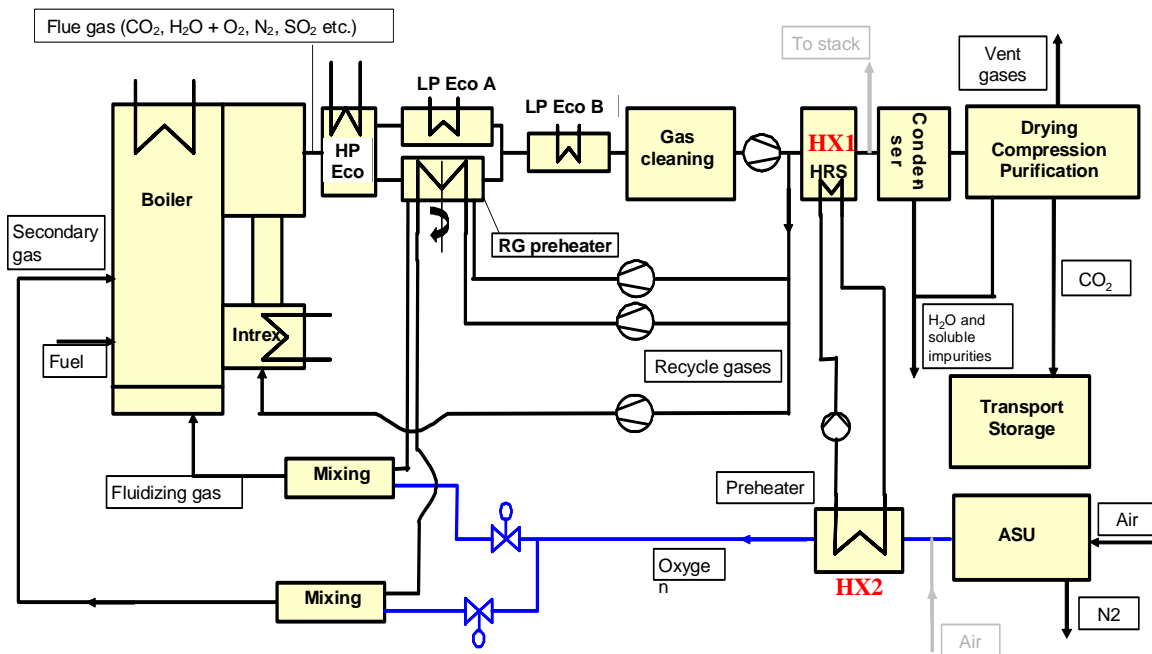 Flue gas (CO₂, H₂O + O₂, N₂, SO₂ etc.)
To stack
Vent
gases
LP Eco A
LP Eco B
HP
Eco
Gas
cleaning
HX1
HRS
Conden
ser
Drying
Compression
Purification
Boiler
RG preheater
Secondary
gas
CO₂
Intrex
Fuel
H₂O and
soluble
impurities
Recycle gases
Transport
Storage
Mixing
Fluidizing gas
Preheater
ASU
Air
Oxyge
n
HX2
Mixing
N2
Air